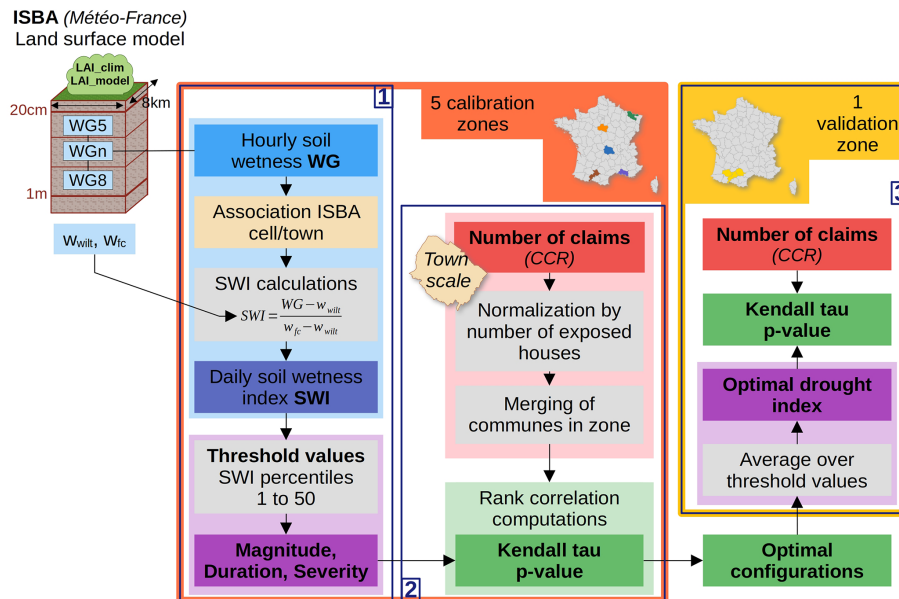 ISBA (Météo-France)
Land surface model
LAI_clim
LAI_model
8km
20cm
WG5
WGn
WG8
1m
wwilt, wfc
1
Hourly soil
wetness WG
Association ISBA
cell/town
SWI calculations
SWI = WG − wwilt
wfc − wwilt
Daily soil wetness
index SWI
Threshold values
SWI percentiles
1 to 50
Magnitude,
Duration, Severity
5 calibration
zones
2
Town
scale
Number of claims
(CCR)
Normalization by
number of exposed
houses
Merging of
communes in zone
Rank correlation
computations
Kendall tau
p-value
1
validation
zone
3
Number of claims
(CCR)
Kendall tau
p-value
Optimal drought
index
Average over
threshold values
Optimal
configurations